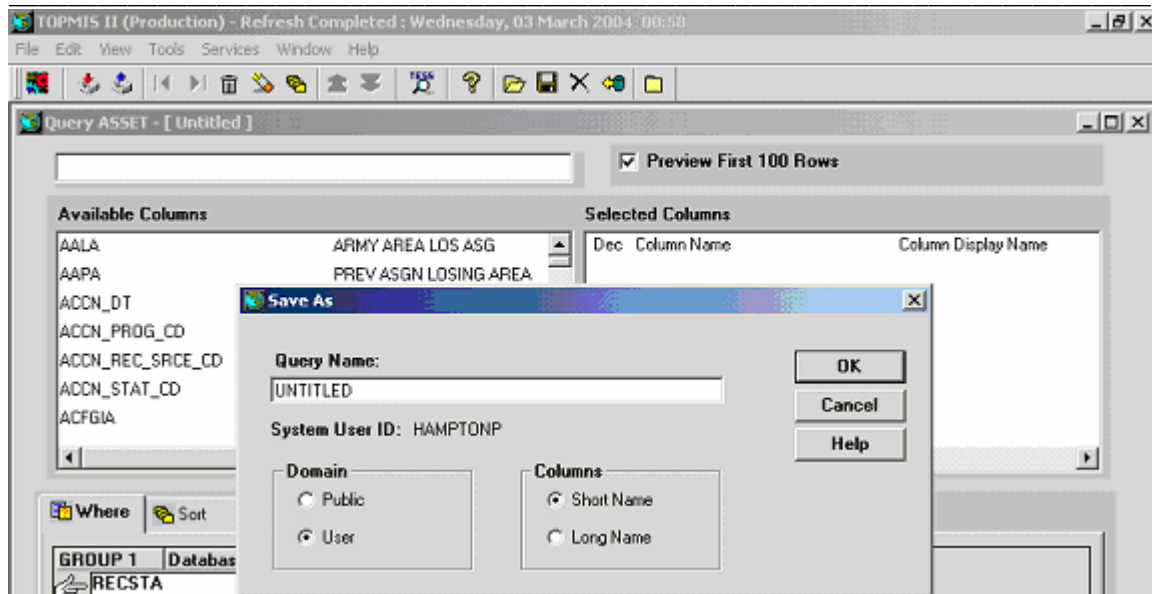 TOPMIS II (Production) - Refresh Completed : Wednesday, 03 March 2004 00:58
File Edit View Tools Services Window Help
TESS
Query ASSET - [ Untitled ]
Preview First 100 Rows
Available Columns
Selected Columns
AALA ARMY AREA LOS ASG
Dec Column Name Column Display Name
AAPA PREV ASGN LOSING AREA
ACCN_DT
ACCN_PROG_CD
ACCN_REC_SRCE_CD
ACCN_STAT_CD
ACFGIA
Save As
Query Name:
UNTITLED
System User ID: HAMPTONP
Domain
Public
User
Columns
Short Name
Long Name
OK
Cancel
Help
Where Sort
GROUP 1 Databas
RECSTA